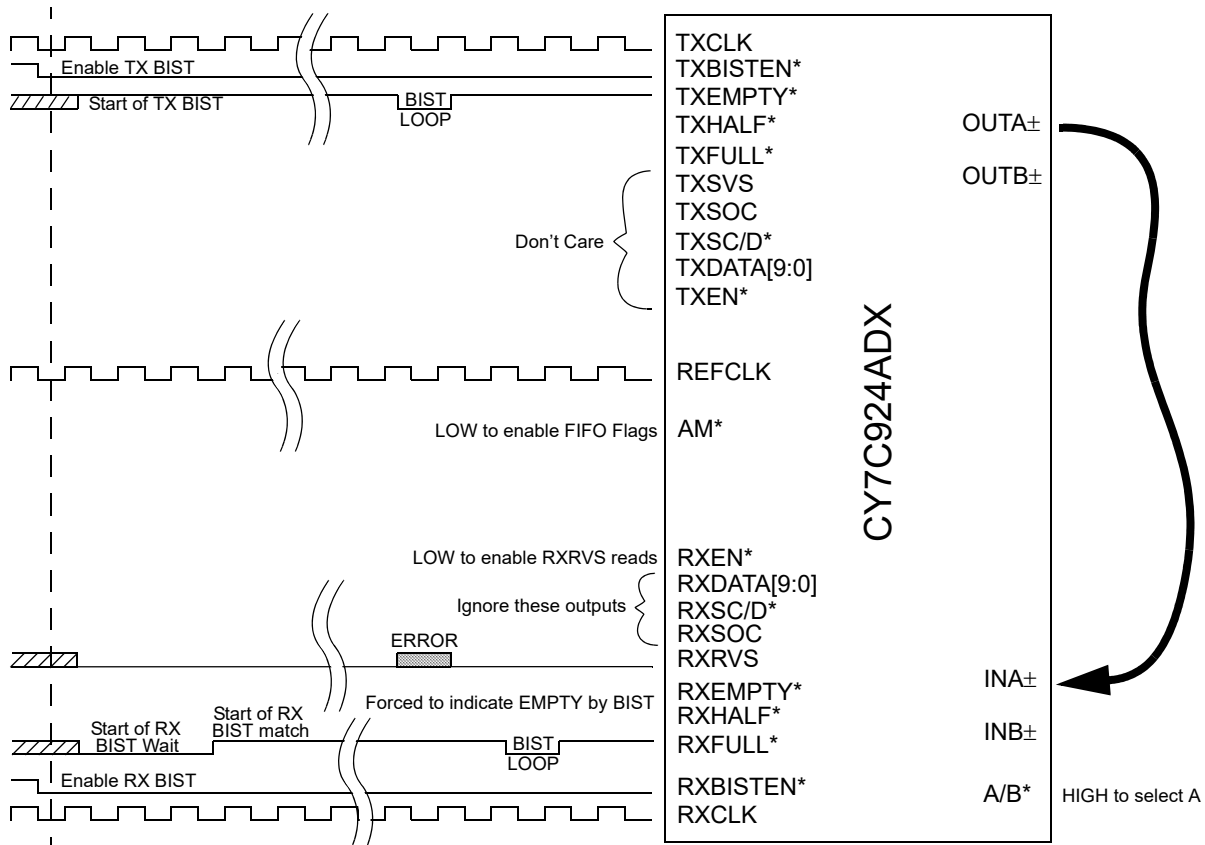 TXCLK
Enable TX BIST
TXBISTEN*
Start of TX BIST
BIST
LOOP
TXEMPTY*
TXHALF*
OUTA±
TXFULL*
OUTB±
TXSVS
TXSOC
Don't Care
TXSC/D*
TXDATA[9:0]
TXEN*
CY7C924ADX
REFCLK
LOW to enable FIFO Flags
AM*
LOW to enable RXRVS reads
RXEN*
RXDATA[9:0]
Ignore these outputs
RXSC/D*
RXSOC
ERROR
RXRVS
INA±
Forced to indicate EMPTY by BIST
RXEMPTY*
RXHALF*
Start of RX
BIST Wait
Start of RX
BIST match
BIST
LOOP
RXFULL*
INB±
Enable RX BIST
RXBISTEN*
A/B*
HIGH to select A
RXCLK